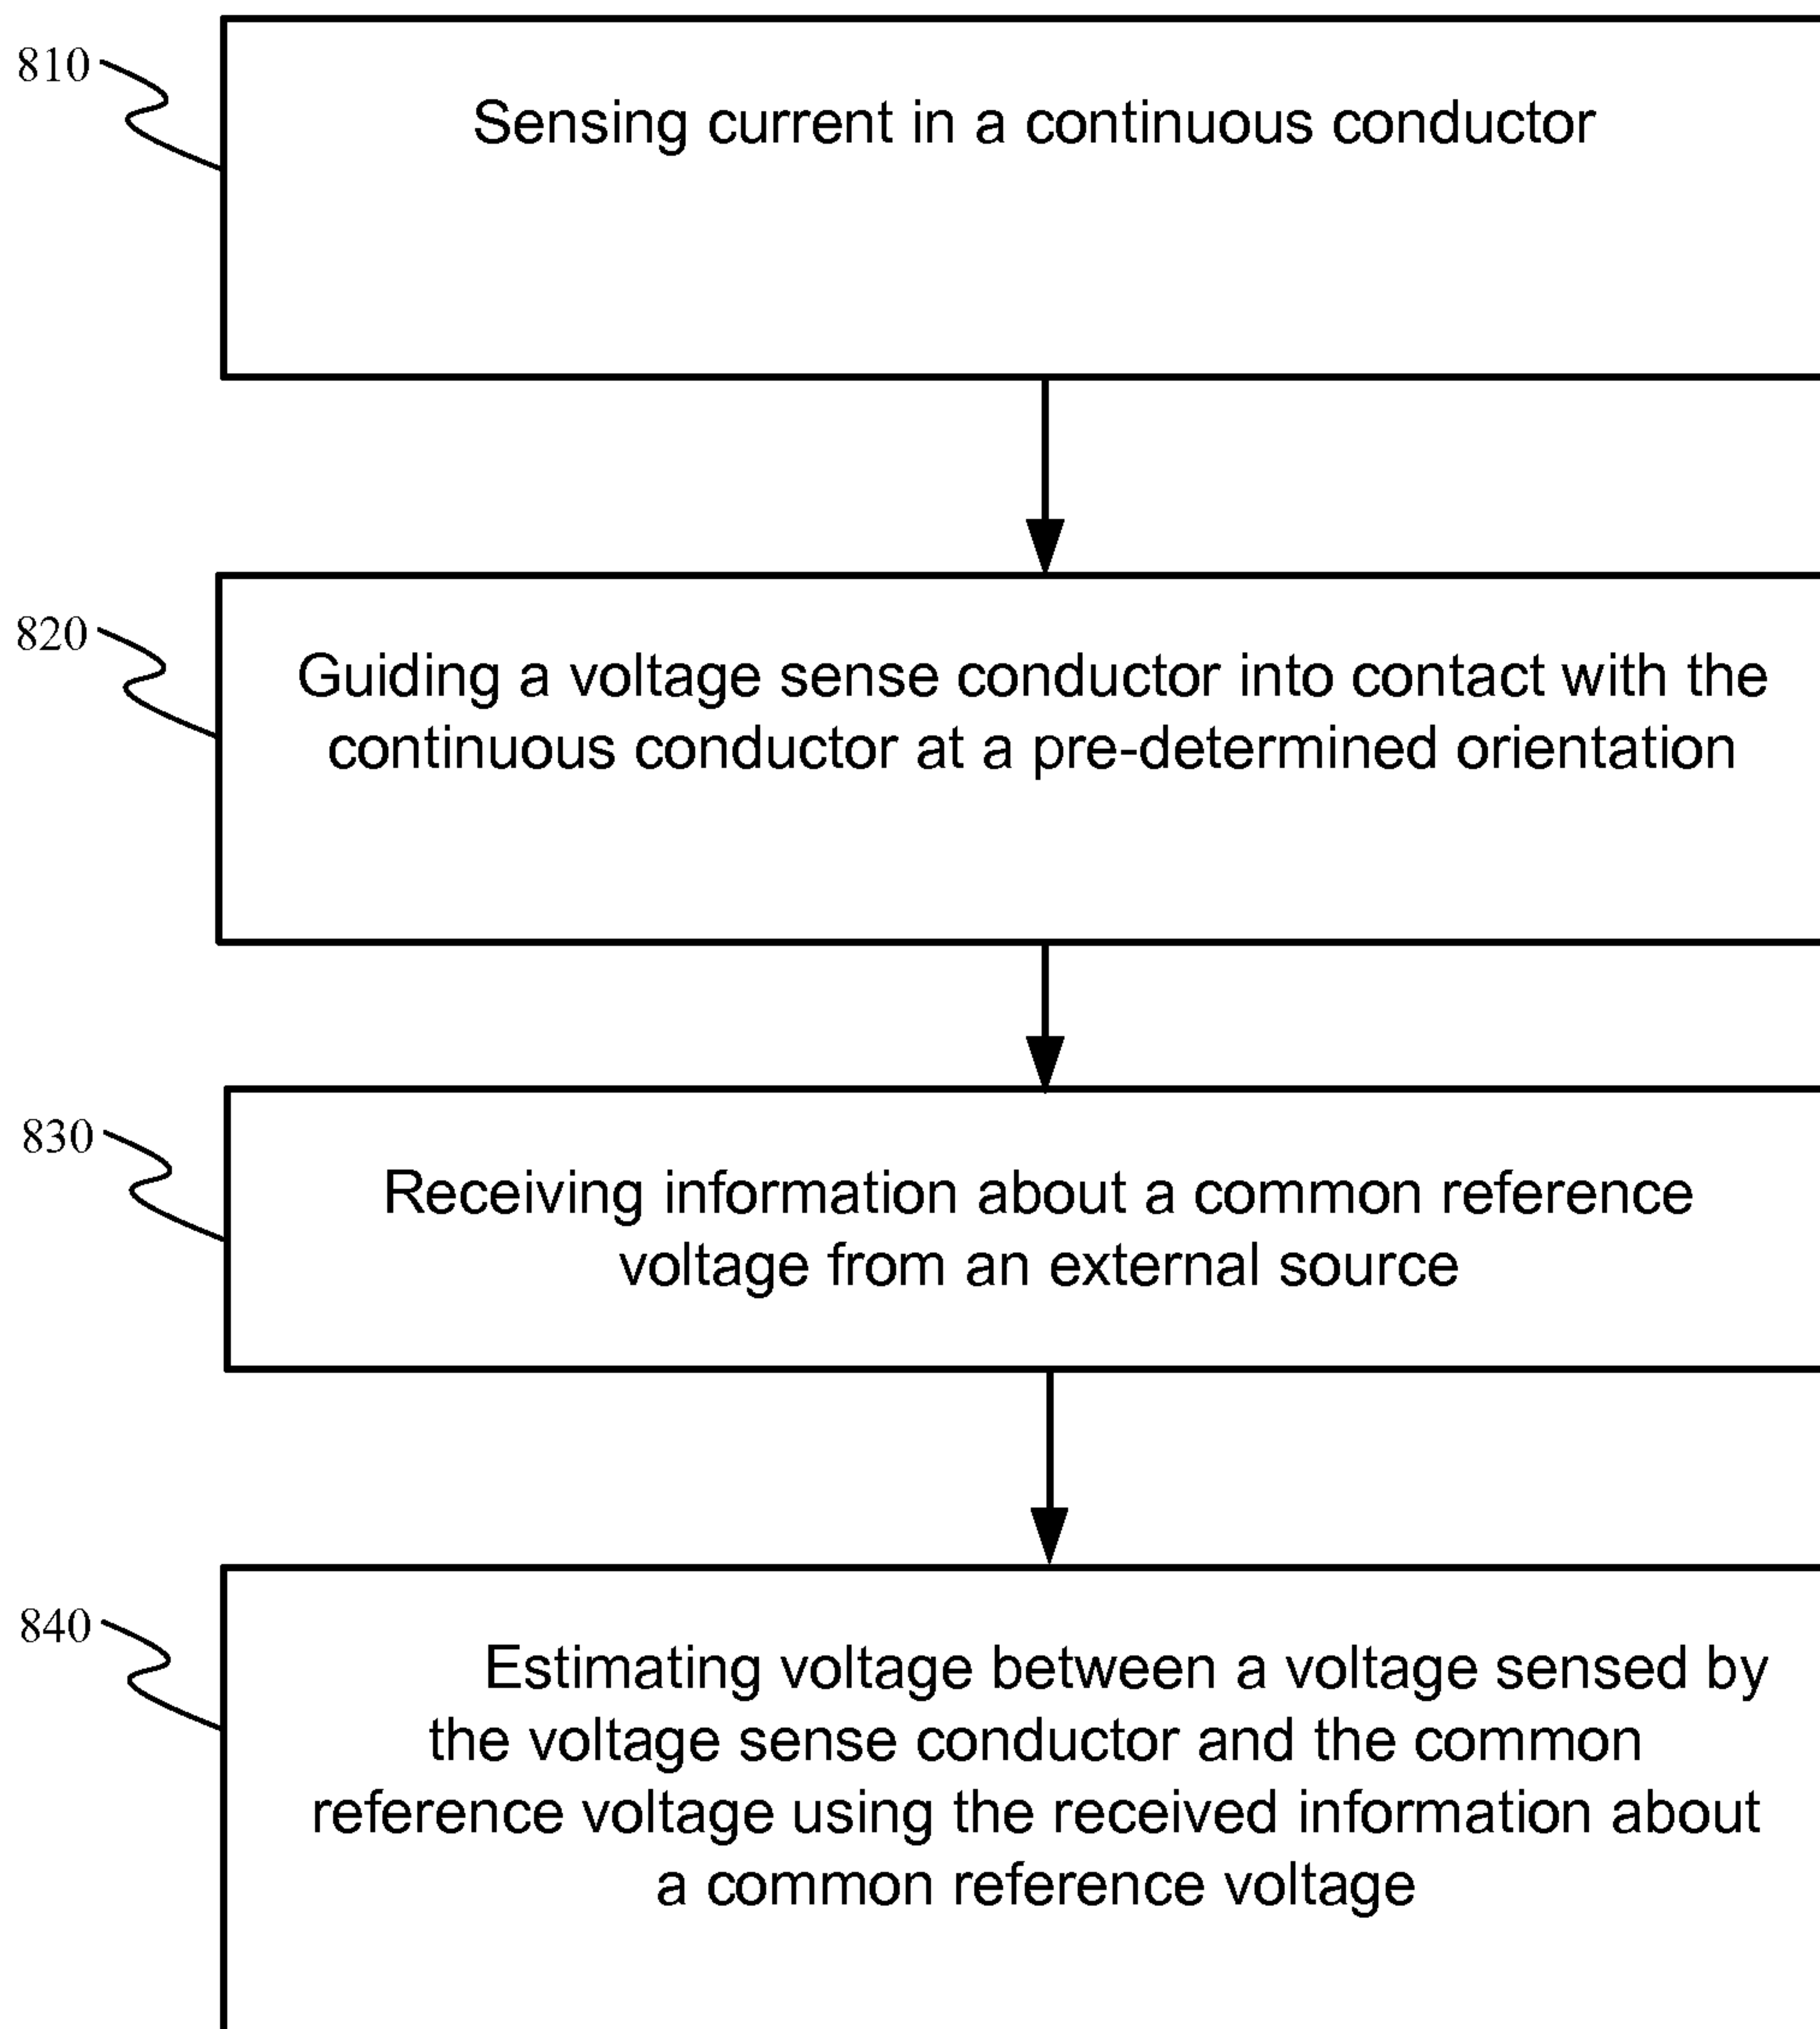 810
Sensing current in a continuous conductor
820
Guiding a voltage sense conductor into contact with the
continuous conductor at a pre-determined orientation
830
Receiving information about a common reference
voltage from an external source
840
Estimating voltage between a voltage sensed by
the voltage sense conductor and the common
reference voltage using the received information about
a common reference voltage